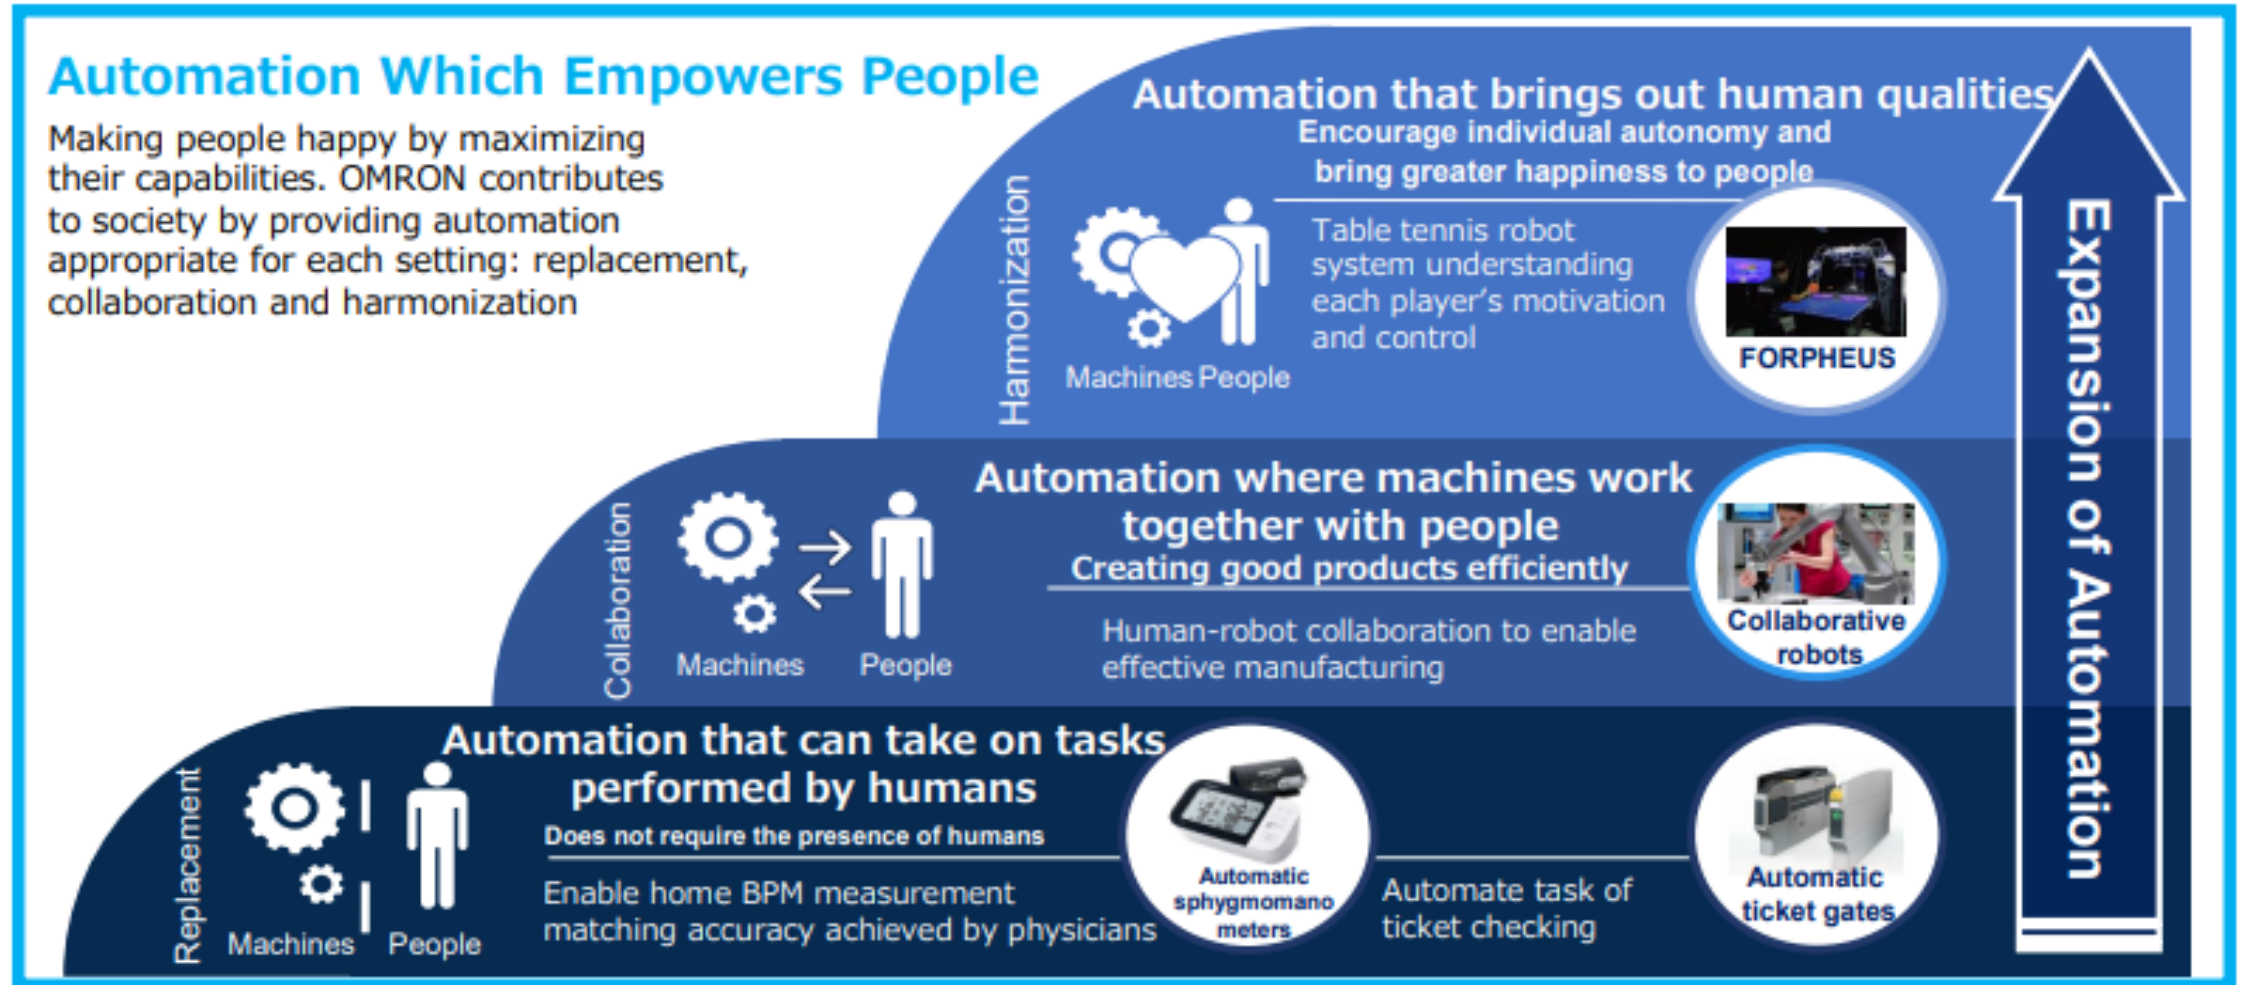 Automation Which Empowers People
Making people happy by maximizing
their capabilities. OMRON contributes
to society by providing automation
appropriate for each setting: replacement,
collaboration and harmonization
Automation that brings out human qualities
Encourage individual autonomy and
bring greater happiness to people
Harmonization
Machines People
Table tennis robot
system understanding
each player's motivation
and control
FORPHEUS
Collaboration
Machines People
Automation where machines work
together with people
Creating good products efficiently
Human-robot collaboration to enable
effective manufacturing
Collaborative
robots
Replacement
Machines People
Automation that can take on tasks
performed by humans
Does not require the presence of humans
Enable home BPM measurement
matching accuracy achieved by physicians
Automatic
sphygmomano
meters
Automate task of
ticket checking
Automatic
ticket gates
Expansion of Automation